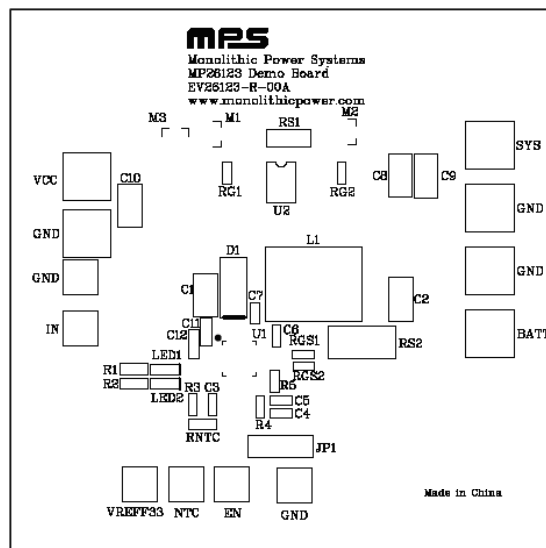 MPS
Monolithic Power Systems
MP26123 Demo Board
EV26123-R-00A
www.monolithicpower.com
M3
M1
RS1
M2
VCC
C10
RG1
U2
RG2
C8
C9
SYS
GND
GND
GND
GND
L1
D1
C1
C7
C2
IN
C11
C12
U1
C6
RGS1
RGS2
RS2
BATT
R1
LED1
R2
LED2
R5
R3
C3
C5
C4
R4
RNTC
JP1
VREFF33
NTC
EN
GND
Made in China